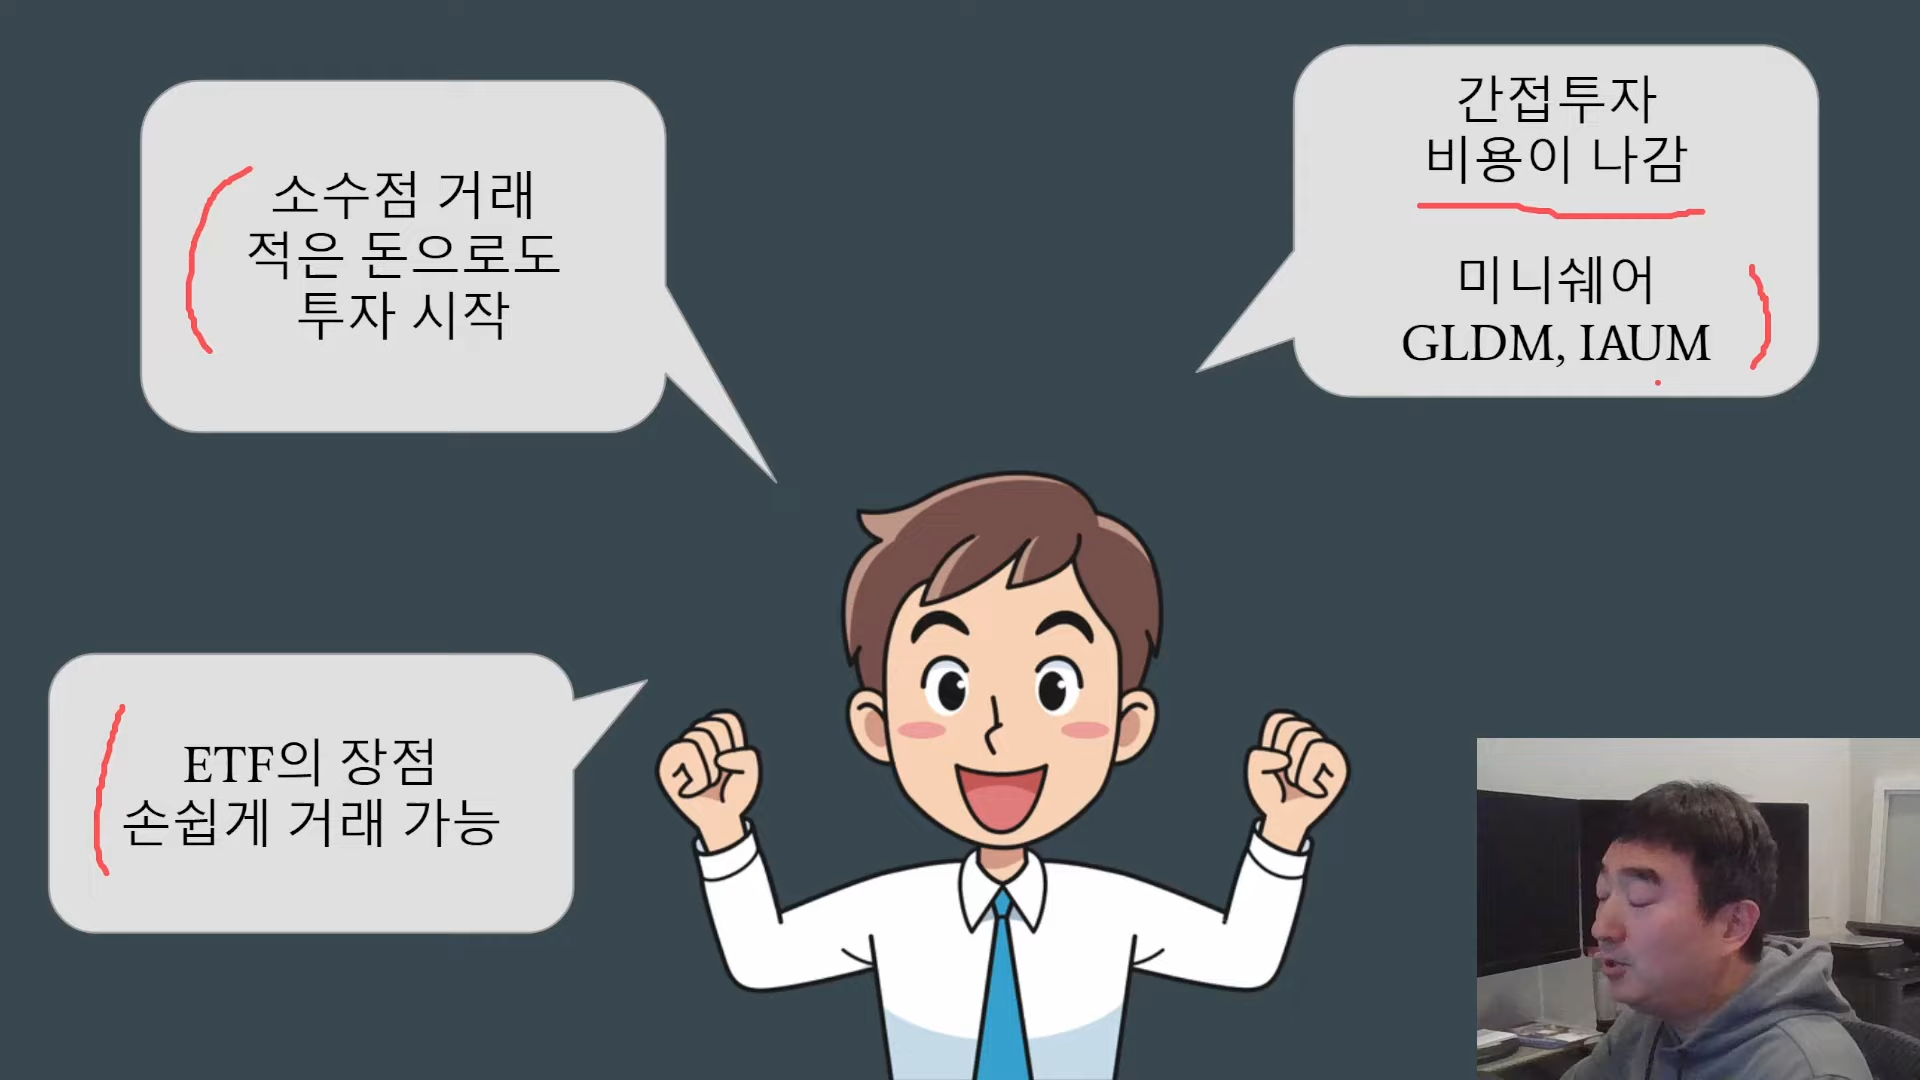 소수점 거래
적은 돈으로도
투자 시작
간접투자
비용이 나감
미니쉐어
GLDM, IAUM
ETF의 장점
손쉽게 거래 가능